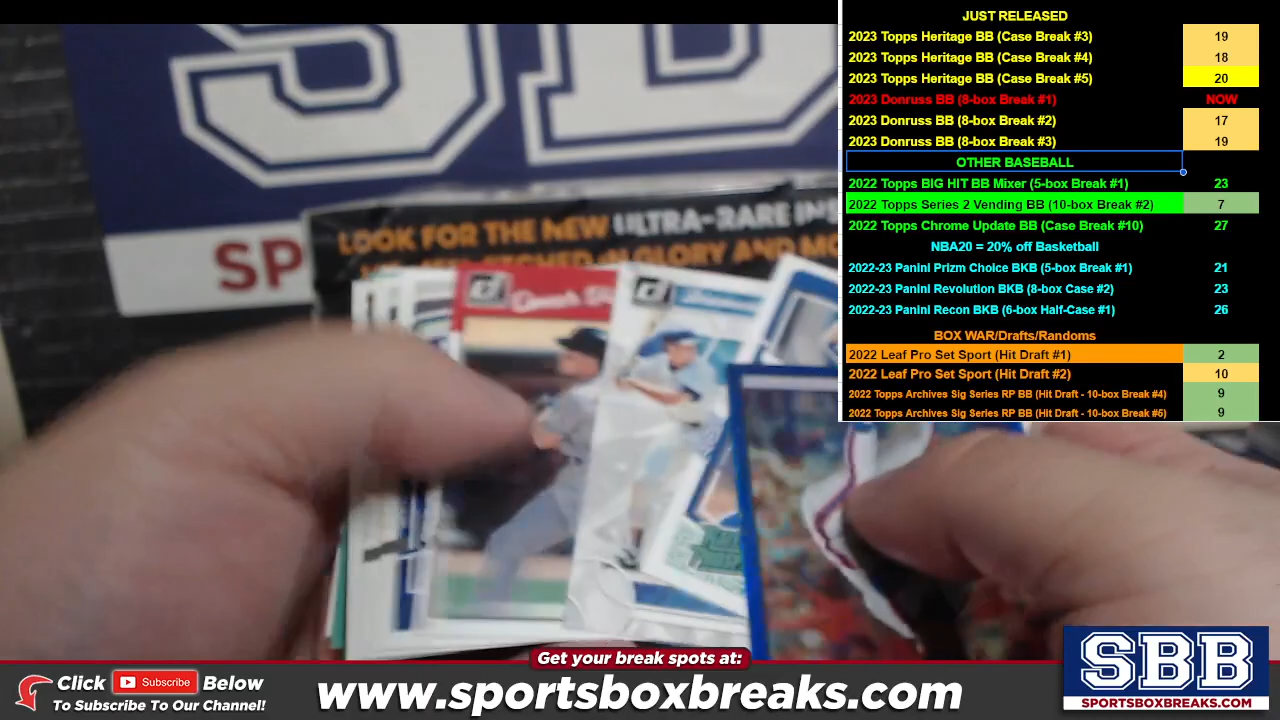 JUST RELEASED
2023 Topps Heritage BB (Case Break #3) 19
2023 Topps Heritage BB (Case Break #4) 18
2023 Topps Heritage BB (Case Break #5) 20
2023 Donruss BB (8-box Break #1) NOW
2023 Donruss BB (8-box Break #2) 17
2023 Donruss BB (8-box Break #3) 19
OTHER BASEBALL
2022 Topps BIG HIT BB Mixer (5-box Break #1) 23
2022 Topps Series 2 Vending BB (10-box Break #2) 7
2022 Topps Chrome Update BB (Case Break #10) 27
NBA20 = 20% off Basketball
2022-23 Panini Prizm Choice BKB (5-box Break #1) 21
2022-23 Panini Revolution BKB (8-box Case #2) 23
2022-23 Panini Recon BKB (6-box Half-Case #1) 26
BOX WAR/Drafts/Randoms
2022 Leaf Pro Set Sport (Hit Draft #1) 2
2022 Leaf Pro Set Sport (Hit Draft #2) 10
2022 Topps Archives Sig Series RP BB (Hit Draft - 10-box Break #4) 9
2022 Topps Archives Sig Series RP BB (Hit Draft - 10-box Break #5) 9
SP
LOOK FOR THE NEW ULTRA-RARE
IN GLORY AND
Get your break spots at:
Click Subscribe Below
To Subscribe To Our Channel!
www.sportsboxbreaks.com
SBB
SPORTSBOXBREAKS.COM